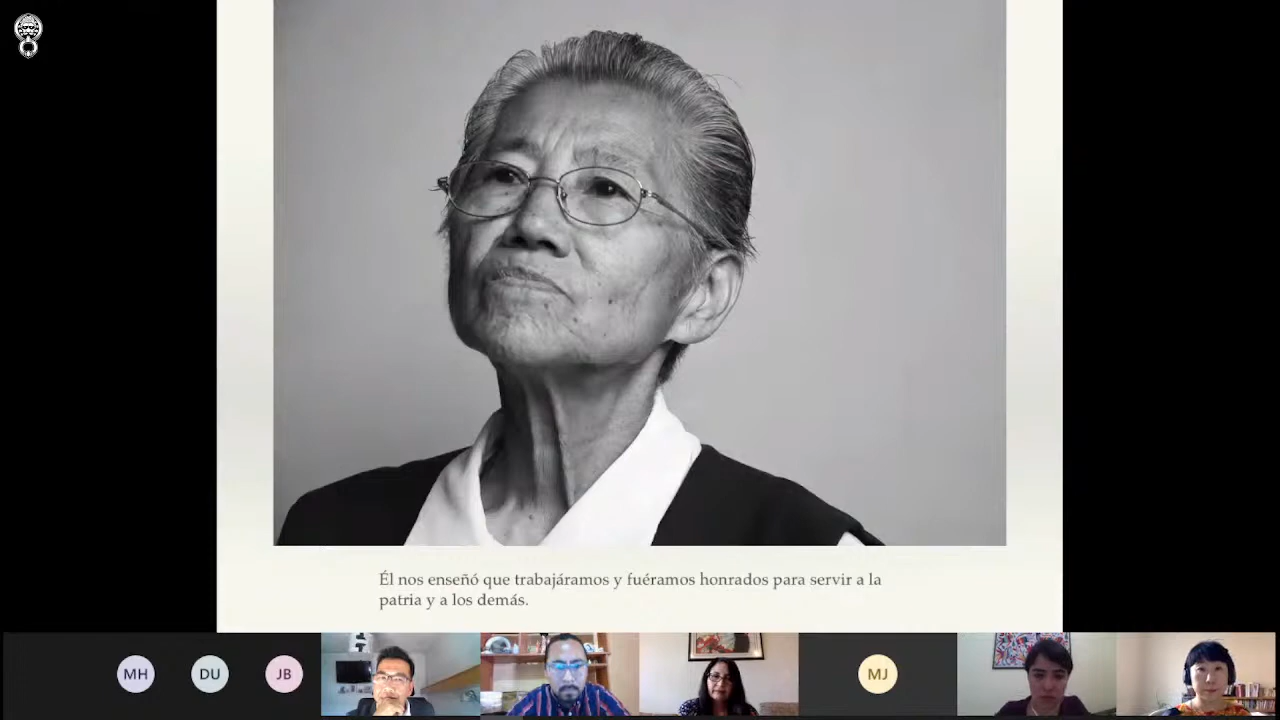 Él nos enseñó que trabajáramos y fuéramos honrados para servir a la
patria y a los demás.
MH
DU
JB
MJ